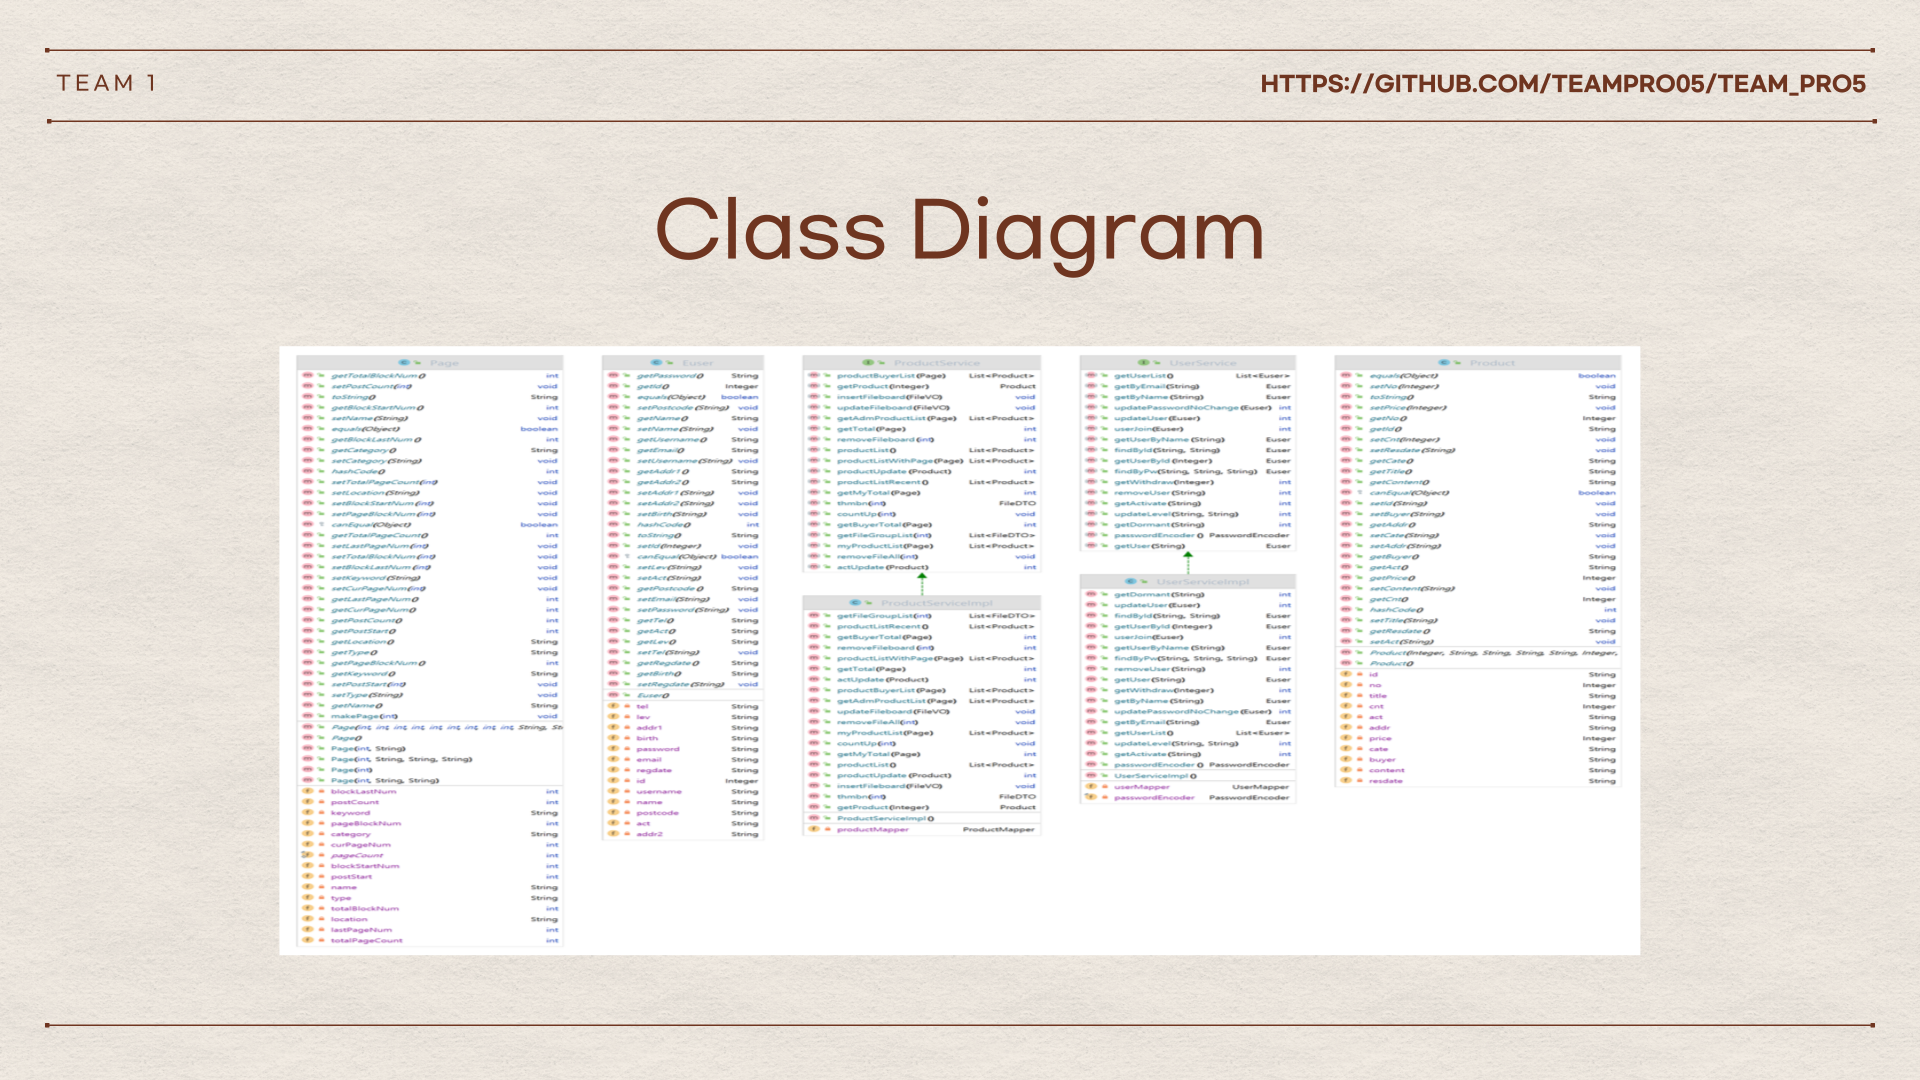 TEAM 1
HTTPS://GITHUB.COM/TEAMPRO05/TEAM_PRO5
Class Diagram
Page
getTotalBlockNum() int
setPostCount(int) void
toString() String
getBlockStartNum() int
setName(String) void
equals(Object) boolean
getBlockLastNum() int
getCategory() String
setCategory(String) void
hashCode() int
setTotalPageCount(int) void
setLocation(String) void
setBlockStartNum(int) void
setPageBlockNum(int) void
canEqual(Object) boolean
getTotalPageCount() int
setLastPageNum(int) void
setTotalBlockNum(int) void
setBlockLastNum(int) void
setKeyword(String) void
setCurPageNum(int) void
getLastPageNum() int
getCurPageNum() int
getPostCount() int
getPostStart() int
getLocation() String
getType() String
getPageBlockNum() int
getKeyword() String
setPostStart(int) void
setType(String) void
getName() String
makePage(int) void
Page(int, int, int, int, int, int, int, int, int, String, St
Page()
Page(int, String)
Page(int, String, String, String)
Page(int)
Page(int, String, String)
blockLastNum int
postCount int
keyword String
pageBlockNum int
category String
curPageNum int
pageCount int
blockStartNum int
postStart int
name String
type String
totalBlockNum int
location String
lastPageNum int
totalPageCount int
Euser
getPassword() String
getId() Integer
equals(Object) boolean
setPostcode(String) void
getName() String
setName(String) void
getUsername() String
getEmail() String
setUsername(String) void
getAddr1() String
getAddr2() String
setAddr1(String) void
setAddr2(String) void
setBirth(String) void
hashCode() int
toString() String
setId(Integer) void
canEqual(Object) boolean
setLev(String) void
setAct(String) void
getPostcode() String
setEmail(String) void
setPassword(String) void
getTel() String
getAct() String
getLev() String
setTel(String) void
getRegdate() String
getBirth() String
setRegdate(String) void
Euser()
tel String
lev String
addr1 String
birth String
password String
email String
regdate String
id Integer
username String
name String
postcode String
act String
addr2 String
ProductService
productBuyerList(Page) List<Product>
getProduct(Integer) Product
insertFileboard(FileVO) void
updateFileboard(FileVO) void
getAdmProductList(Page) List<Product>
getTotal(Page) int
removeFileboard(int) int
productList() List<Product>
productListWithPage(Page) List<Product>
productUpdate(Product) int
productListRecent() List<Product>
getMyTotal(Page) int
thmbn(int) FileDTO
countUp(int) void
getBuyerTotal(Page) int
getFileGroupList(int) List<FileDTO>
myProductList(Page) List<Product>
removeFileAll(int) void
actUpdate(Product) int
ProductServiceImpl
getFileGroupList(int) List<FileDTO>
productListRecent() List<Product>
getBuyerTotal(Page) int
removeFileboard(int) int
productListWithPage(Page) List<Product>
getTotal(Page) int
actUpdate(Product) int
productBuyerList(Page) List<Product>
getAdmProductList(Page) List<Product>
updateFileboard(FileVO) void
removeFileAll(int) void
myProductList(Page) List<Product>
countUp(int) void
getMyTotal(Page) int
productList() List<Product>
productUpdate(Product) int
insertFileboard(FileVO) void
thmbn(int) FileDTO
getProduct(Integer) Product
ProductServiceImpl()
productMapper ProductMapper
UserService
getUserList() List<Euser>
getByEmail(String) Euser
getByName(String) Euser
updatePasswordNoChange(Euser) int
updateUser(Euser) int
userJoin(Euser) int
getUserByName(String) Euser
findById(String, String) Euser
getUserById(Integer) Euser
findByPw(String, String, String) Euser
getWithdraw(Integer) int
removeUser(String) int
getActivate(String) int
updateLevel(String, String) int
getDormant(String) int
passwordEncoder() PasswordEncoder
getUser(String) Euser
UserServiceImpl
getDormant(String) int
updateUser(Euser) int
findById(String, String) Euser
getUserById(Integer) Euser
userJoin(Euser) int
getUserByName(String) Euser
findByPw(String, String, String) Euser
removeUser(String) int
getUser(String) Euser
getWithdraw(Integer) int
getByName(String) Euser
updatePasswordNoChange(Euser) int
getByEmail(String) Euser
getUserList() List<Euser>
updateLevel(String, String) int
getActivate(String) int
passwordEncoder() PasswordEncoder
UserServiceImpl()
userMapper UserMapper
passwordEncoder PasswordEncoder
Product
equals(Object) boolean
setNo(Integer) void
toString() String
setPrice(Integer) void
getNo() Integer
getId() String
setCnt(Integer) void
setResdate(String) void
getCate() String
getTitle() String
getContent() String
canEqual(Object) boolean
setId(String) void
setBuyer(String) void
getAddr() String
setCate(String) void
setAddr(String) void
getBuyer() String
getAct() String
getPrice() Integer
setContent(String) void
getCnt() Integer
hashCode() int
setTitle(String) void
getResdate() String
setAct(String) void
Product(Integer, String, String, String, String, Integer,
Product()
id String
no Integer
title String
cnt Integer
act String
addr String
price Integer
cate String
buyer String
content String
resdate String